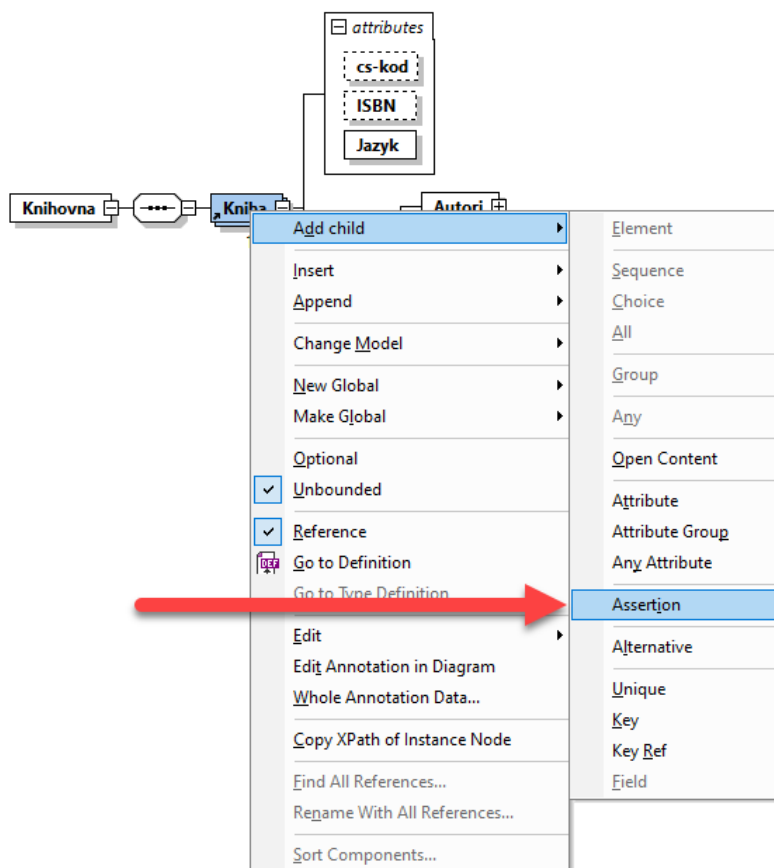 attributes
cs-kod
ISBN
Jazyk
Knihovna
Kniha
Autori
Add child
Insert
Append
Change Model
New Global
Make Global
Optional
Unbounded
Reference
DEF
Go to Definition
Go to Type Definition
Edit
Edit Annotation in Diagram
Whole Annotation Data...
Copy XPath of Instance Node
Find All References...
Rename With All References...
Sort Components...
Element
Sequence
Choice
All
Group
Any
Open Content
Attribute
Attribute Group
Any Attribute
Assertion
Alternative
Unique
Key
Key Ref
Field